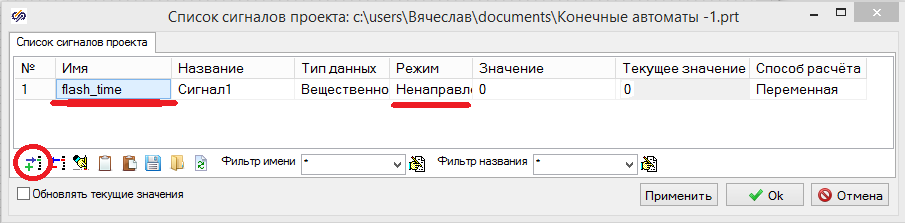 Список сигналов проекта: c:\users\Вячеслав\documents\Конечные автоматы -1.prt
Список сигналов проекта
№ Имя Название Тип данных Режим Значение Текущее значение Способ расчёта
1 flash_time Сигнал1 Вещественно Ненаправле 0 0 Переменная
Фильтр имени * Фильтр названия *
Обновлять текущие значения Применить Ok Отмена